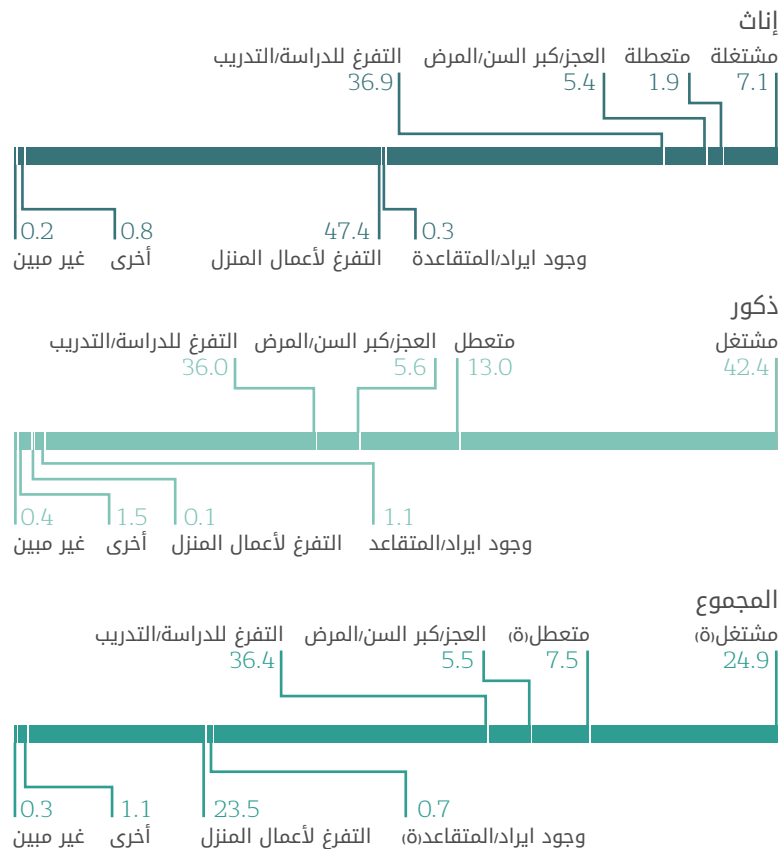 إناث
مشتغلة متعطلة العجز/كبر السن/المرض التفرغ للدراسة/التدريب
7.1 1.9 5.4 36.9
0.3 47.4 0.8 0.2
وجود ايراد/المتقاعدة التفرغ لأعمال المنزل أخرى غير مبين
ذكور
مشتغل متعطل العجز/كبر السن/المرض التفرغ للدراسة/التدريب
42.4 13.0 5.6 36.0
1.1 0.1 1.5 0.4
وجود ايراد/المتقاعد التفرغ لأعمال المنزل أخرى غير مبين
المجموع
مشتغل(ة) متعطل(ة) العجز/كبر السن/المرض التفرغ للدراسة/التدريب
24.9 7.5 5.5 36.4
0.7 23.5 1.1 0.3
وجود ايراد/المتقاعد(ة) التفرغ لأعمال المنزل أخرى غير مبين